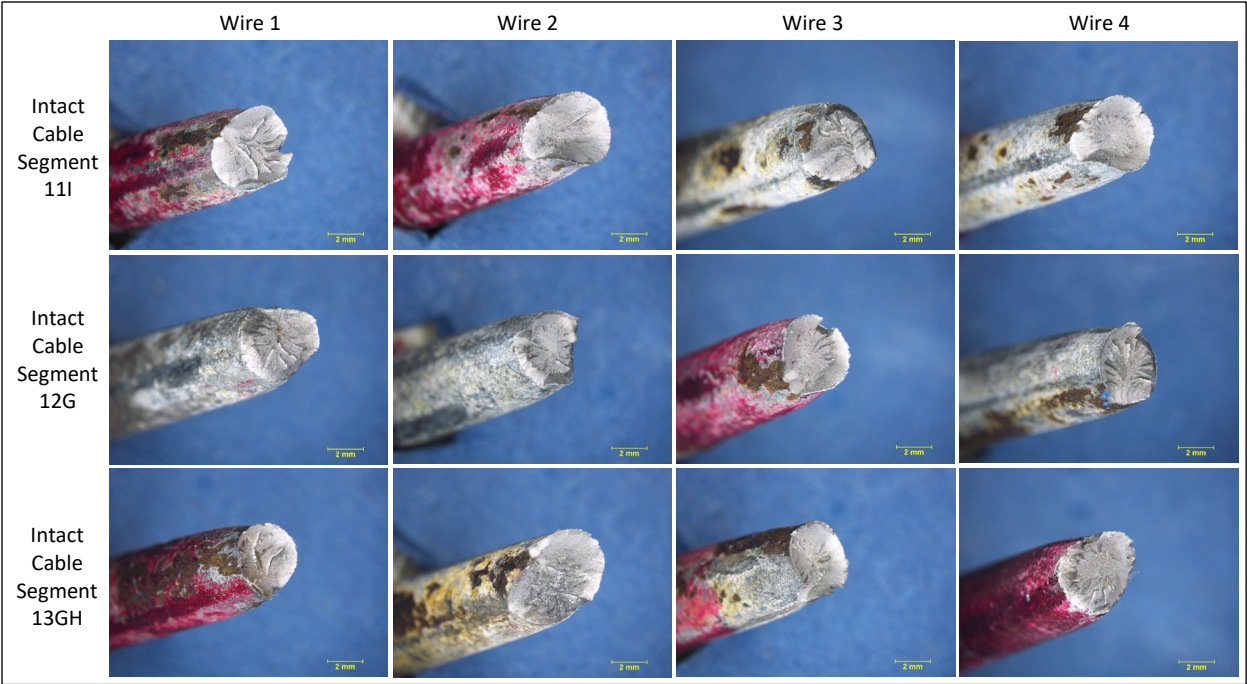 Wire 1
Wire 2
Wire 3
Wire 4
Intact
Cable
Segment
11I
2 mm
2 mm
2 mm
2 mm
Intact
Cable
Segment
12G
2 mm
2 mm
2 mm
2 mm
Intact
Cable
Segment
13GH
2 mm
2 mm
2 mm
2 mm